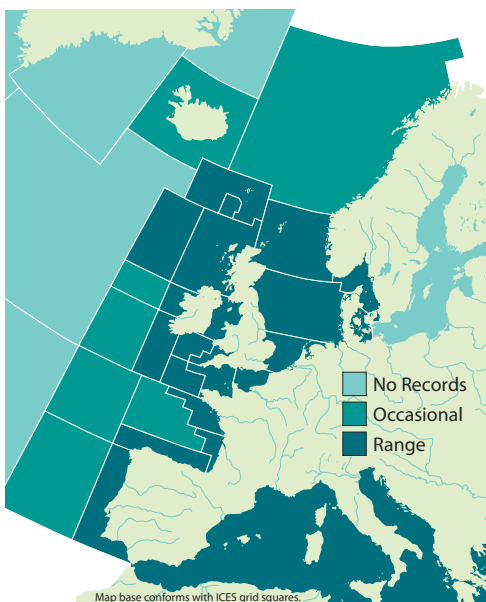 No Records
Occasional
Range
Map base conforms with ICES grid squares.